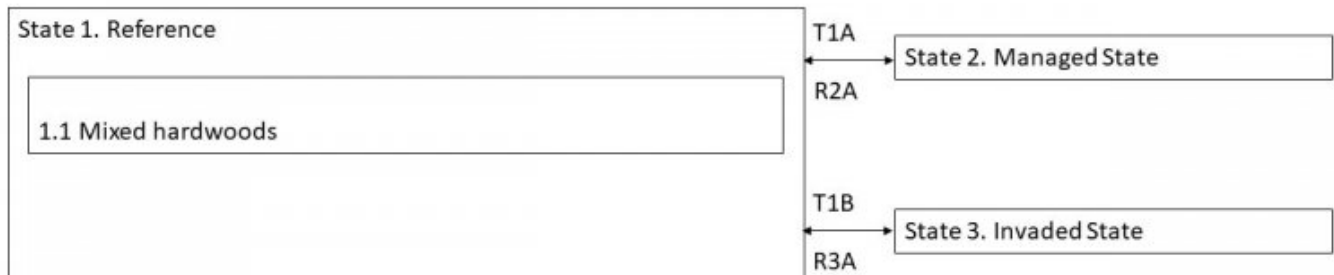 State 1. Reference
T1A
State 2. Managed State
R2A
1.1 Mixed hardwoods
T1B
State 3. Invaded State
R3A